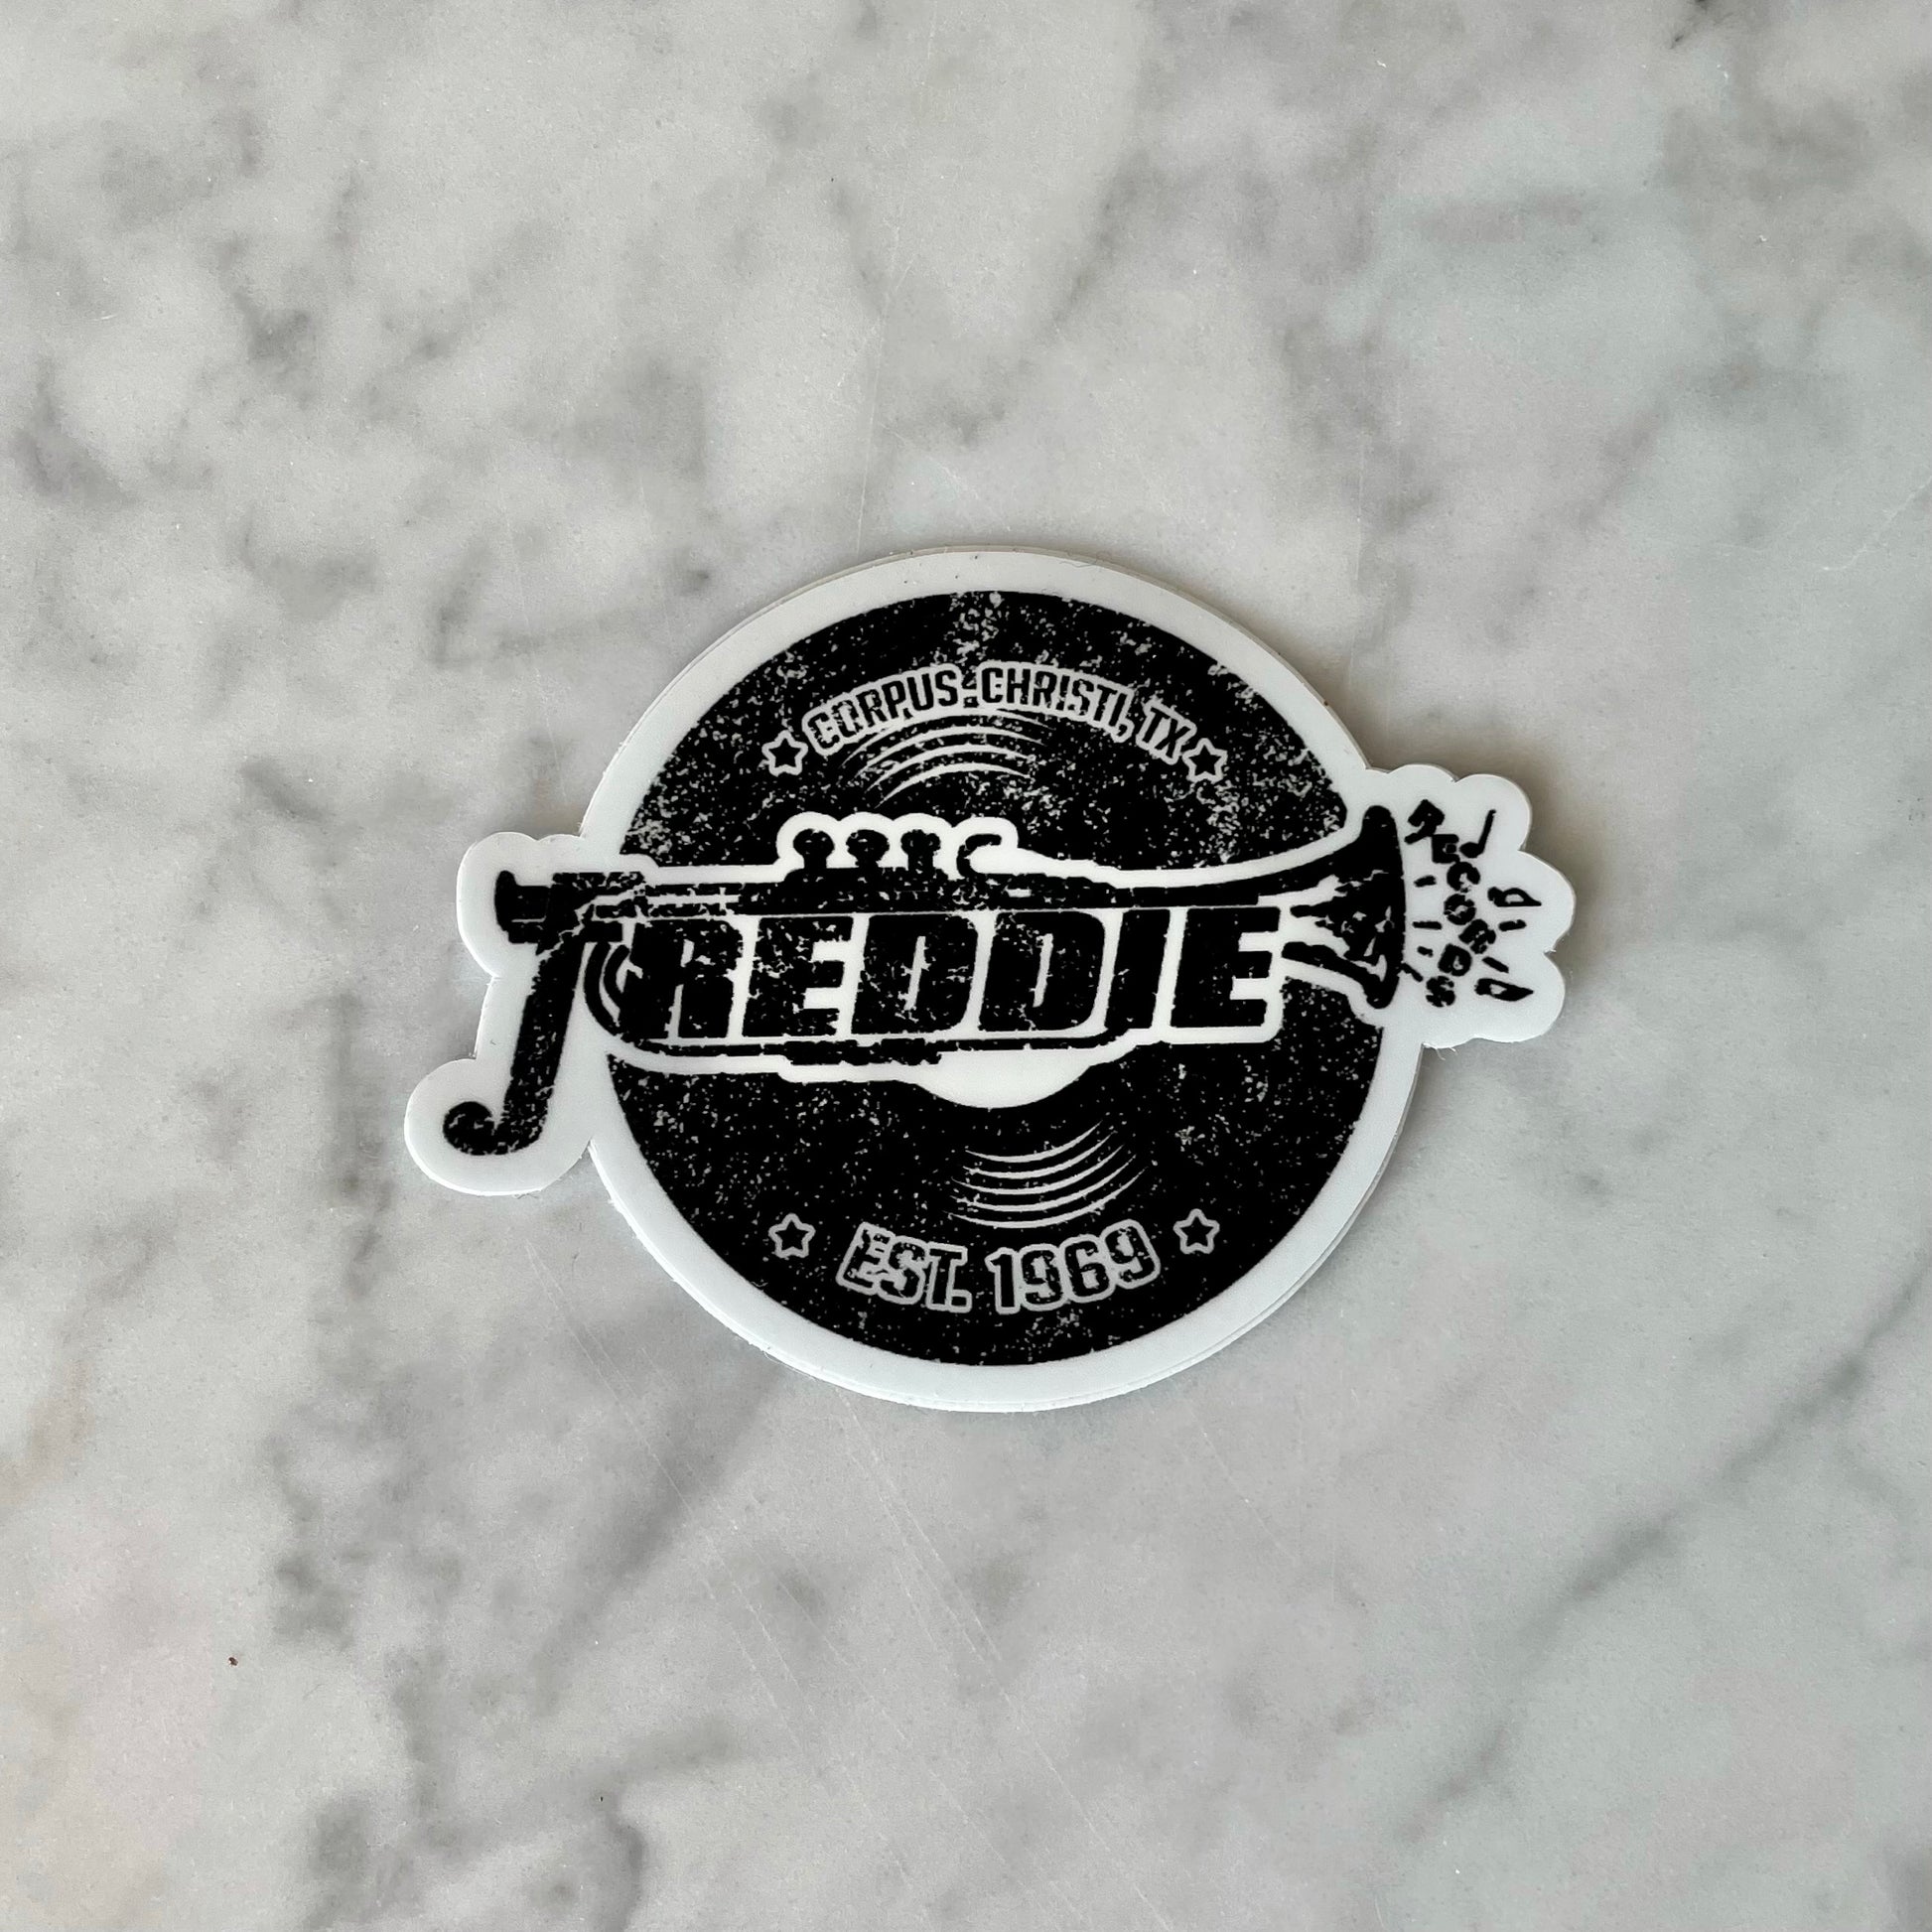 CORPUS CHRISTI, TX
FREDDIE
RECORDS
EST. 1969